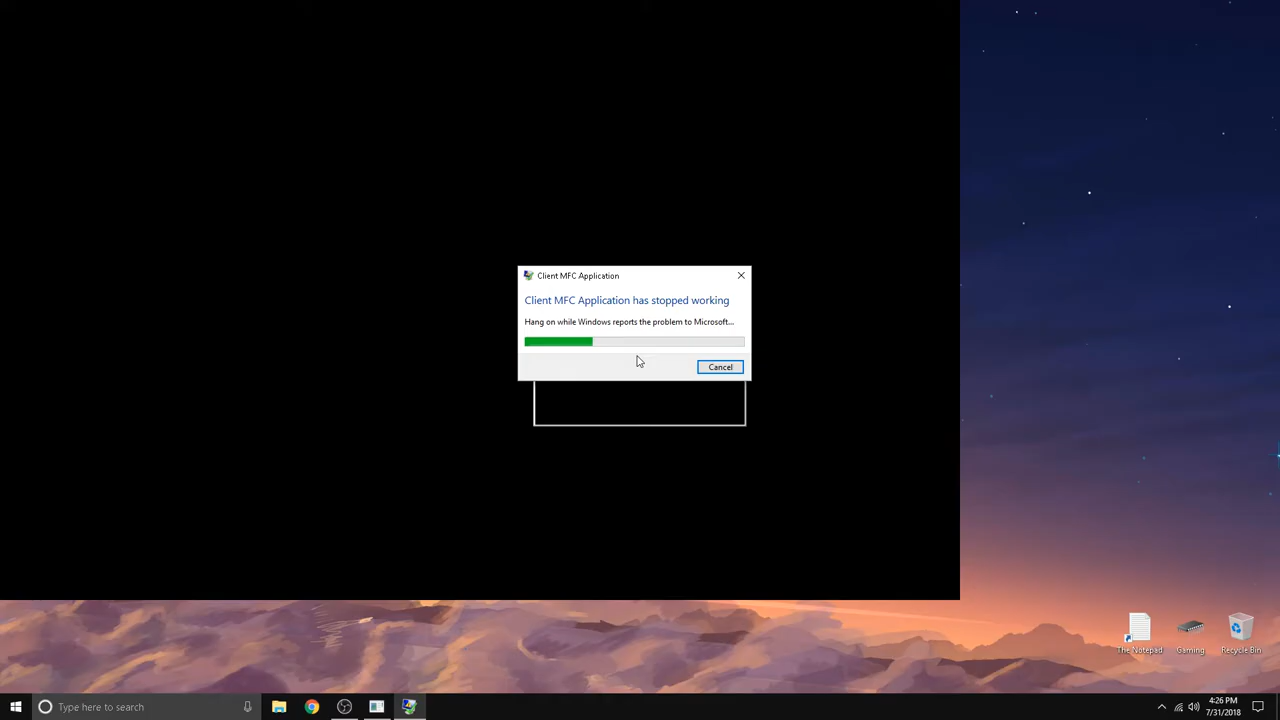 Client MFC Application
Client MFC Application has stopped working
Hang on while Windows reports the problem to Microsoft...
Cancel
The Notepad
Gaming
Recycle Bin
Type here to search
4:26 PM
7/31/2018